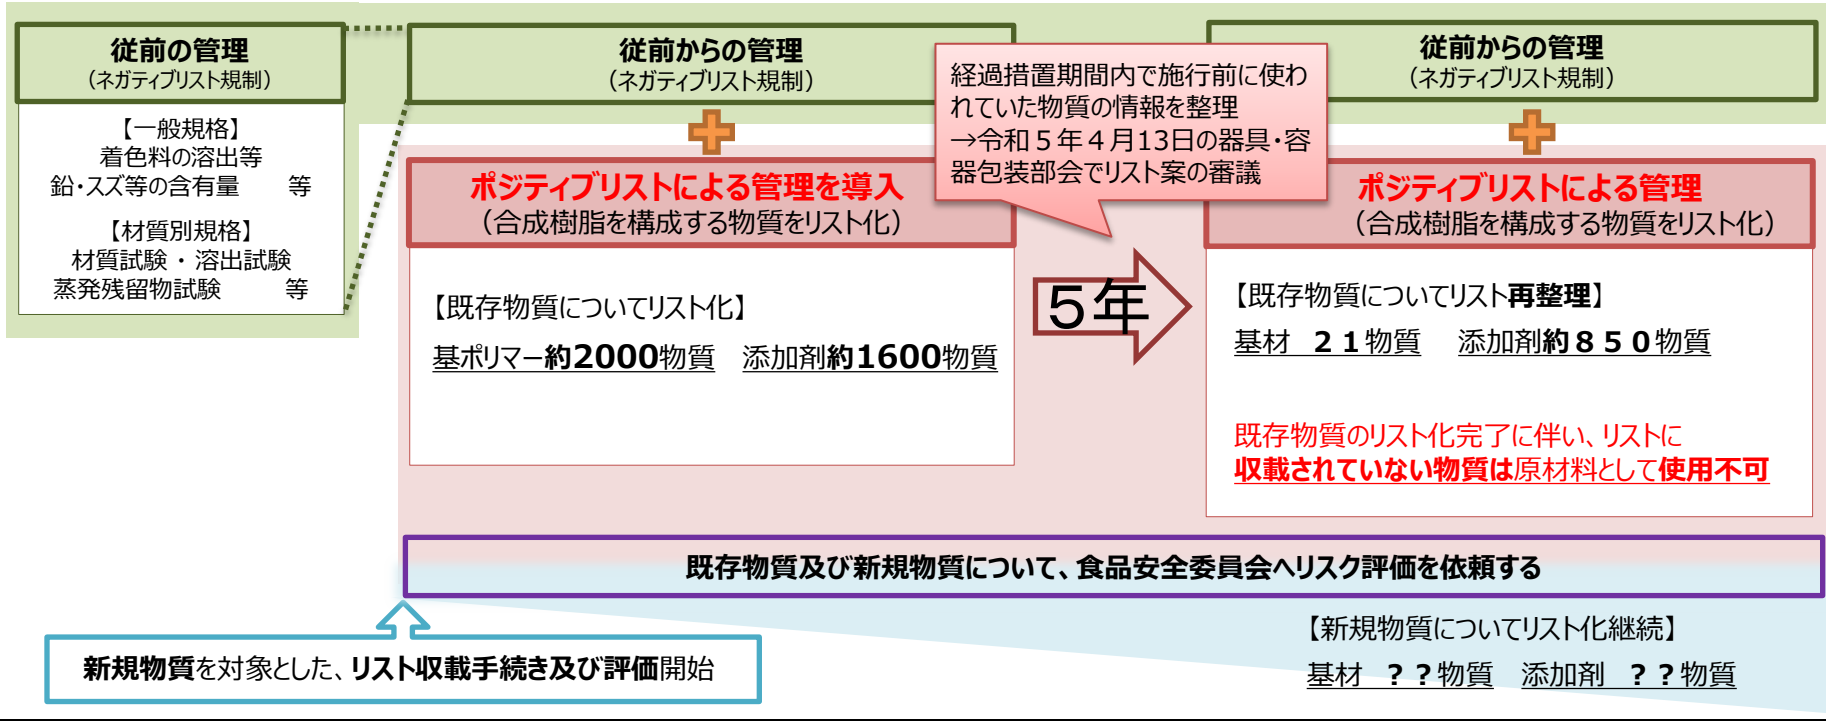 従前の管理
（ネガティブリスト規制）
【一般規格】
着色料の溶出等
鉛・スズ等の含有量　　等
【材質別規格】
材質試験・溶出試験
蒸発残留物試験　　　等
従前からの管理
（ネガティブリスト規制）
ポジティブリストによる管理を導入
（合成樹脂を構成する物質をリスト化）
【既存物質についてリスト化】
基ポリマー約2000物質　添加剤約1600物質
経過措置期間内で施行前に使わ
れていた物質の情報を整理
→令和５年４月13日の器具・容
器包装部会でリスト案の審議
５年
従前からの管理
（ネガティブリスト規制）
ポジティブリストによる管理
（合成樹脂を構成する物質をリスト化）
【既存物質についてリスト再整理】
基材　２１物質　添加剤約８５０物質
既存物質のリスト化完了に伴い、リストに
収載されていない物質は原材料として使用不可
既存物質及び新規物質について、食品安全委員会へリスク評価を依頼する
新規物質を対象とした、リスト収載手続き及び評価開始
【新規物質についてリスト化継続】
基材　？？物質　添加剤　？？物質